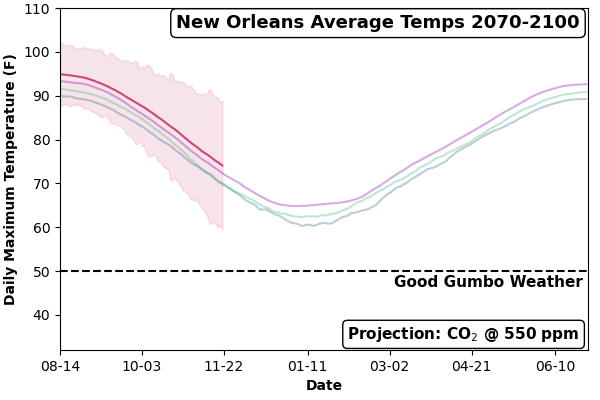 New Orleans Average Temps 2070-2100
Daily Maximum Temperature (F)
110
100
90
80
70
60
50
40
Good Gumbo Weather
Projection: CO₂ @ 550 ppm
08-14 10-03 11-22 01-11 03-02 04-21 06-10
Date